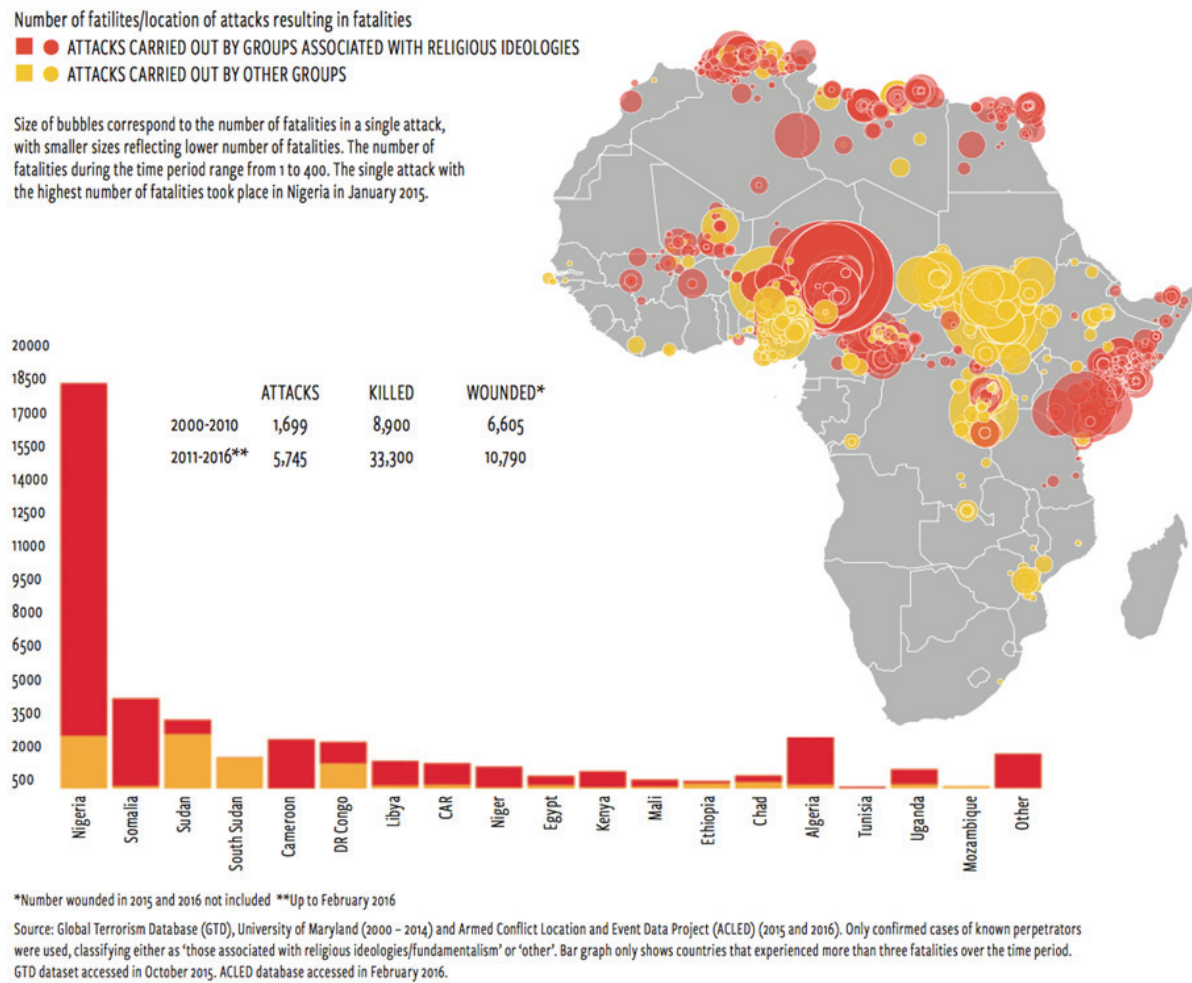 Number of fatilites/location of attacks resulting in fatalities
ATTACKS CARRIED OUT BY GROUPS ASSOCIATED WITH RELIGIOUS IDEOLOGIES
ATTACKS CARRIED OUT BY OTHER GROUPS
Size of bubbles correspond to the number of fatalities in a single attack,
with smaller sizes reflecting lower number of fatalities. The number of
fatalities during the time period range from 1 to 400. The single attack with
the highest number of fatalities took place in Nigeria in January 2015.
ATTACKS KILLED WOUNDED*
2000-2010 1,699 8,900 6,605
2011-2016** 5,745 33,300 10,790
20000
18500
17000
15500
14000
12500
11000
9500
8000
6500
5000
3500
2000
500
Nigeria
Somalia
Sudan
South Sudan
Cameroon
DR Congo
Libya
CAR
Niger
Egypt
Kenya
Mali
Ethiopia
Chad
Algeria
Tunisia
Uganda
Mozambique
Other
*Number wounded in 2015 and 2016 not included **Up to February 2016
Source: Global Terrorism Database (GTD), University of Maryland (2000 – 2014) and Armed Conflict Location and Event Data Project (ACLED) (2015 and 2016). Only confirmed cases of known perpetrators
were used, classifying either as ‘those associated with religious ideologies/fundamentalism’ or ‘other’. Bar graph only shows countries that experienced more than three fatalities over the time period.
GTD dataset accessed in October 2015. ACLED database accessed in February 2016.